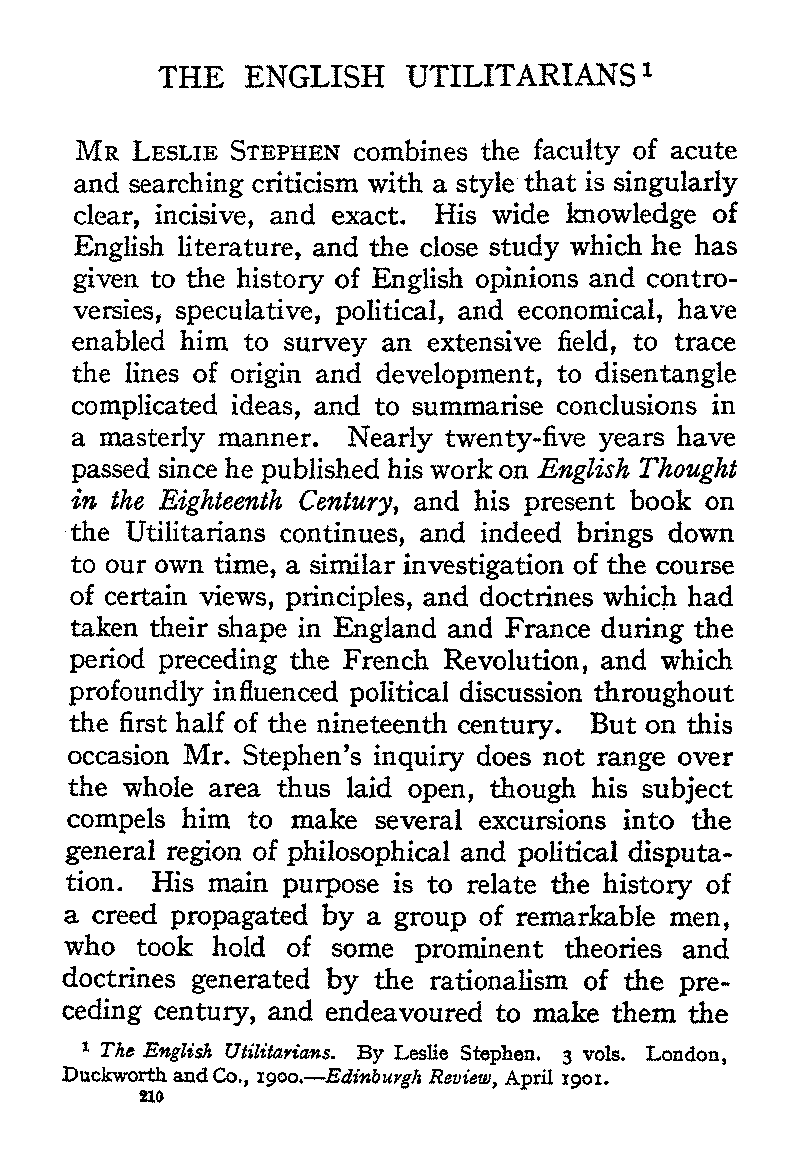 THE ENGLISH UTILITARIANS¹
MR LESLIE STEPHEN combines the faculty of acute
and searching criticism with a style that is singularly
clear, incisive, and exact. His wide knowledge of
English literature, and the close study which he has
given to the history of English opinions and contro-
versies, speculative, political, and economical, have
enabled him to survey an extensive field, to trace
the lines of origin and development, to disentangle
complicated ideas, and to summarise conclusions in
a masterly manner. Nearly twenty-five years have
passed since he published his work on English Thought
in the Eighteenth Century, and his present book on
the Utilitarians continues, and indeed brings down
to our own time, a similar investigation of the course
of certain views, principles, and doctrines which had
taken their shape in England and France during the
period preceding the French Revolution, and which
profoundly influenced political discussion throughout
the first half of the nineteenth century. But on this
occasion Mr. Stephen's inquiry does not range over
the whole area thus laid open, though his subject
compels him to make several excursions into the
general region of philosophical and political disputa-
tion. His main purpose is to relate the history of
a creed propagated by a group of remarkable men,
who took hold of some prominent theories and
doctrines generated by the rationalism of the pre-
ceding century, and endeavoured to make them the
¹ The English Utilitarians. By Leslie Stephen. 3 vols. London,
Duckworth and Co., 1900.—Edinburgh Review, April 1901.
210